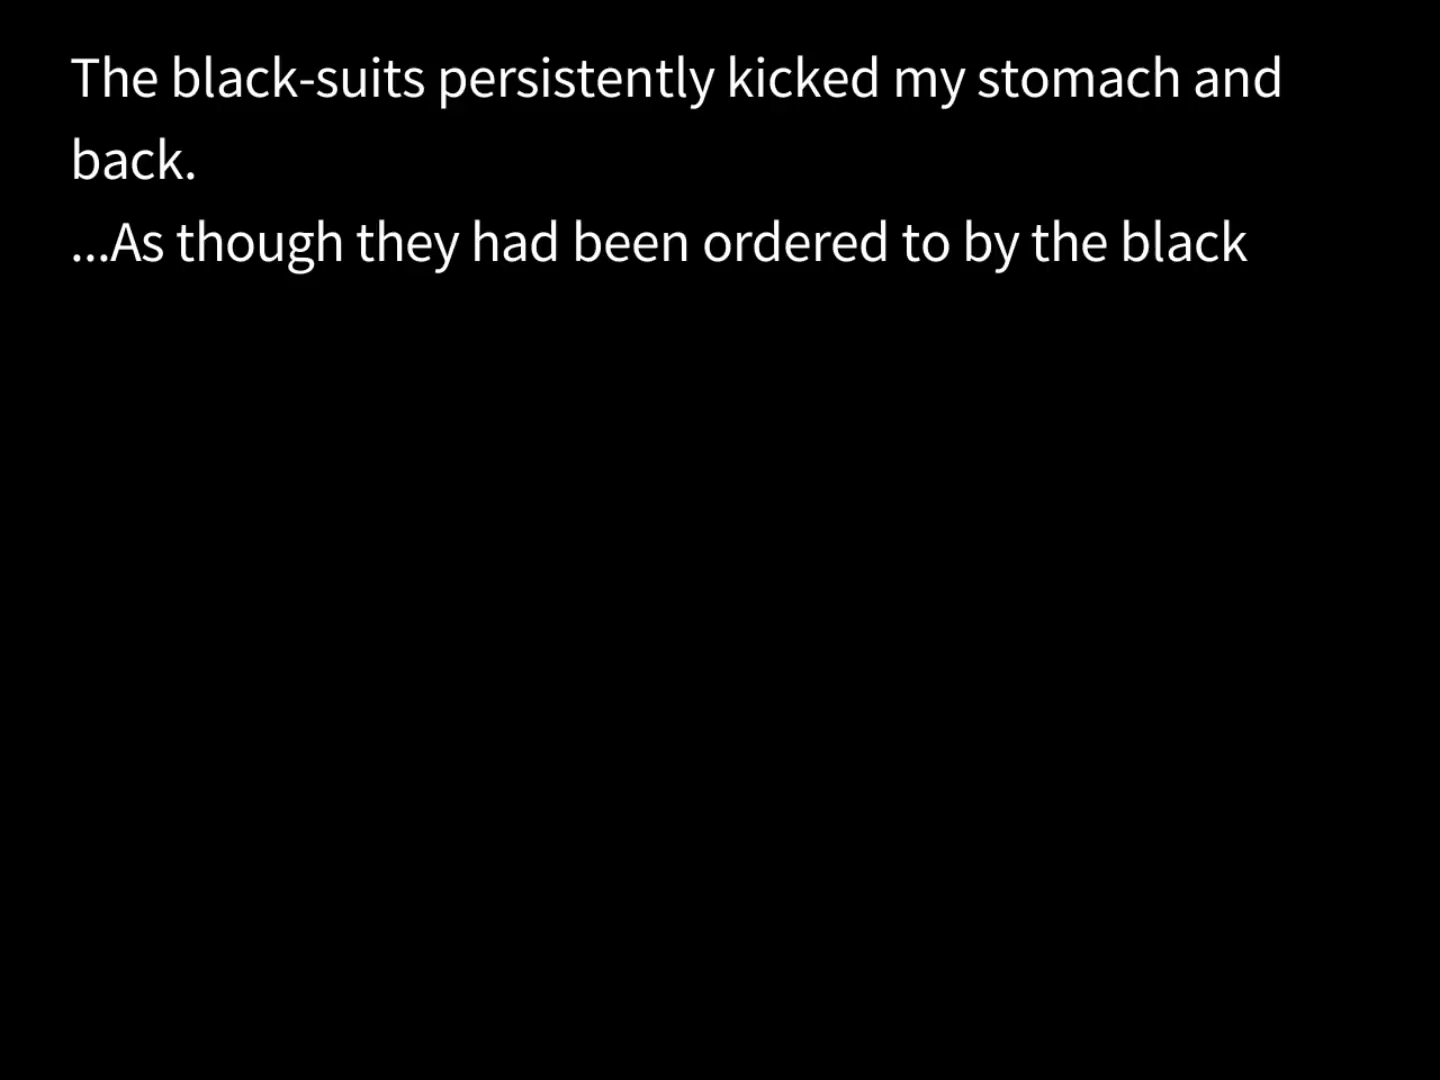 The black-suits persistently kicked my stomach and
back.
...As though they had been ordered to by the black